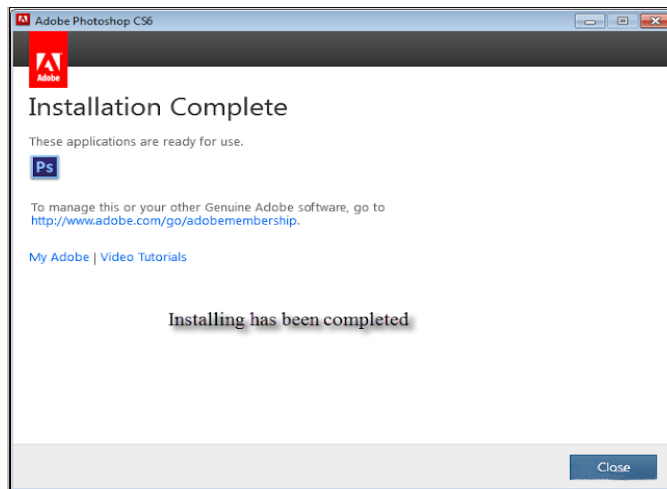 Adobe Photoshop CS6
Adobe
Installation Complete
These applications are ready for use.
Ps
To manage this or your other Genuine Adobe software, go to
http://www.adobe.com/go/adobemembership.
My Adobe | Video Tutorials
Installing has been completed
Close